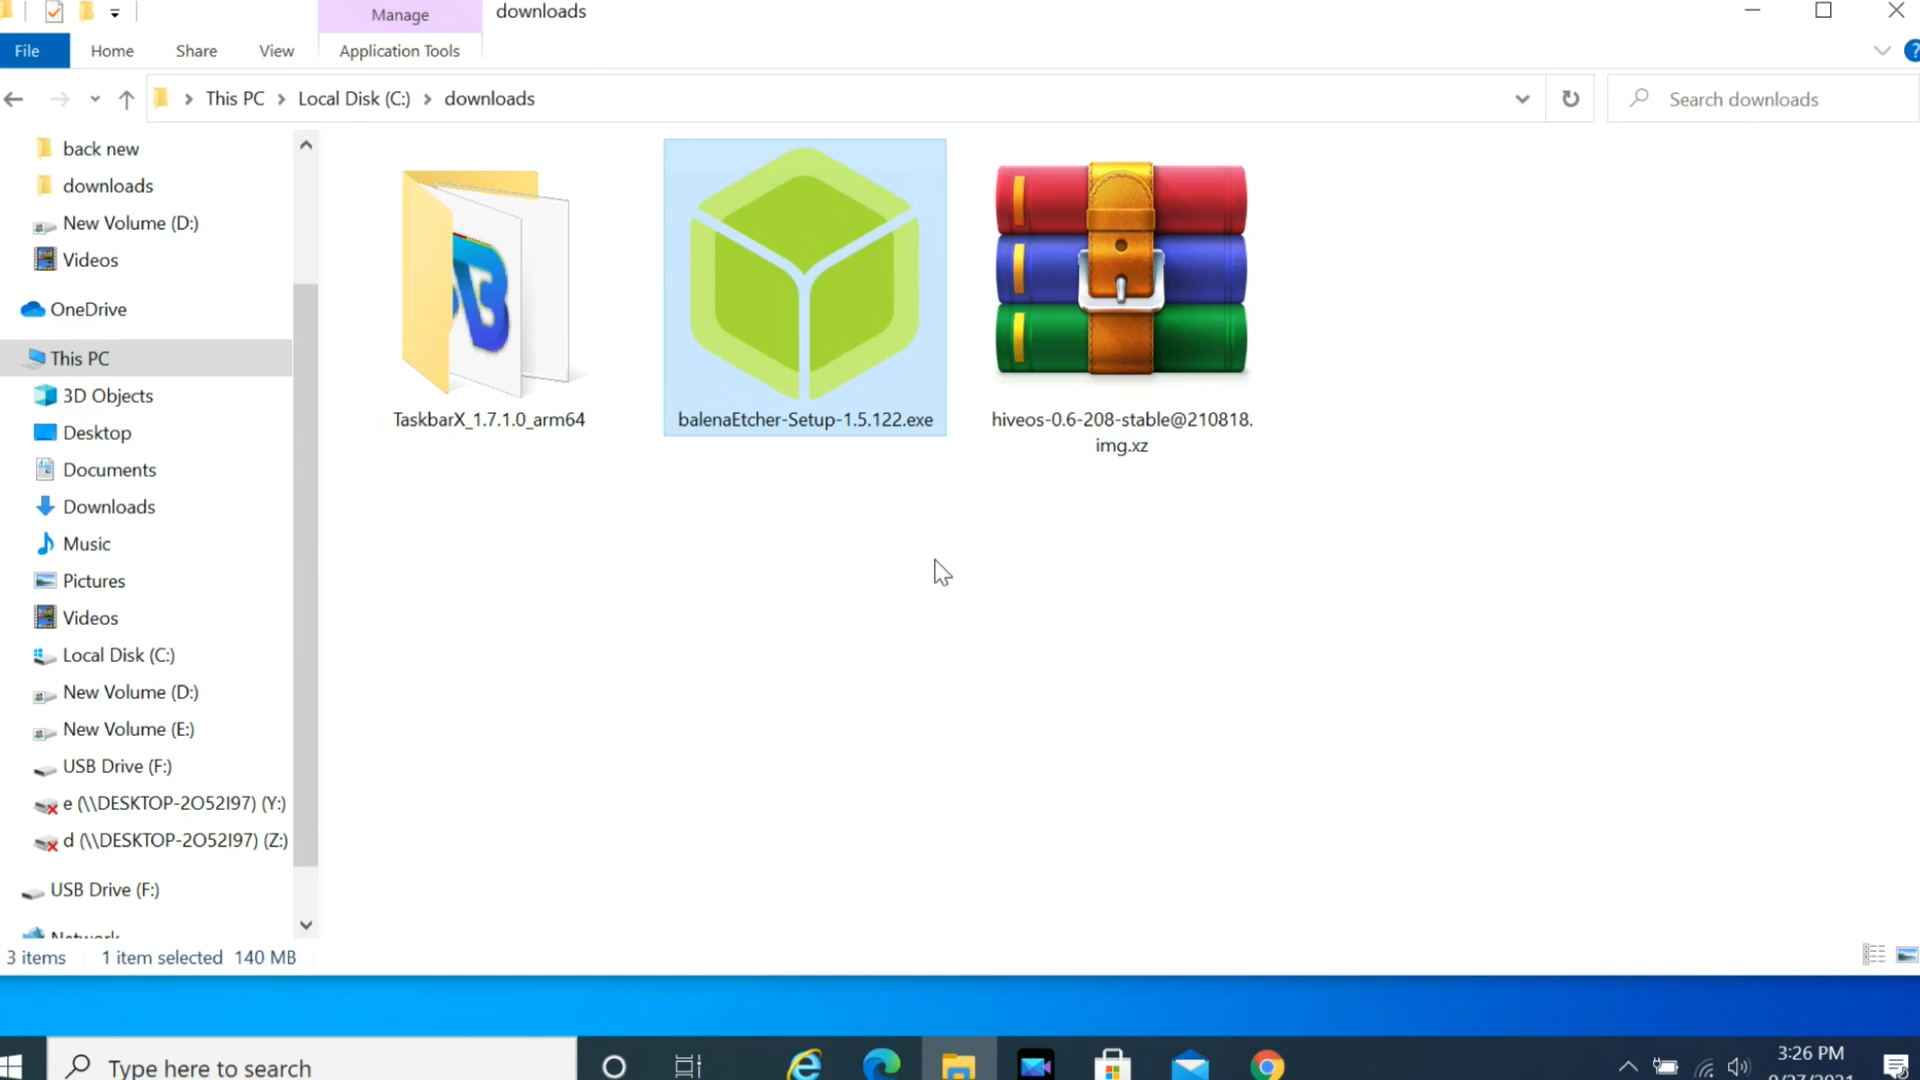 Manage
downloads
File
Home
Share
View
Application Tools
This PC
Local Disk (C:)
downloads
Search downloads
back new
downloads
New Volume (D:)
Videos
OneDrive
This PC
3D Objects
Desktop
Documents
Downloads
Music
Pictures
Videos
Local Disk (C:)
New Volume (D:)
New Volume (E:)
USB Drive (F:)
e (\\DESKTOP-2O52I97) (Y:)
d (\\DESKTOP-2O52I97) (Z:)
USB Drive (F:)
Network
TaskbarX_1.7.1.0_arm64
balenaEtcher-Setup-1.5.122.exe
hiveos-0.6-208-stable@210818.
img.xz
3 items
1 item selected 140 MB
Type here to search
3:26 PM
9/27/2021